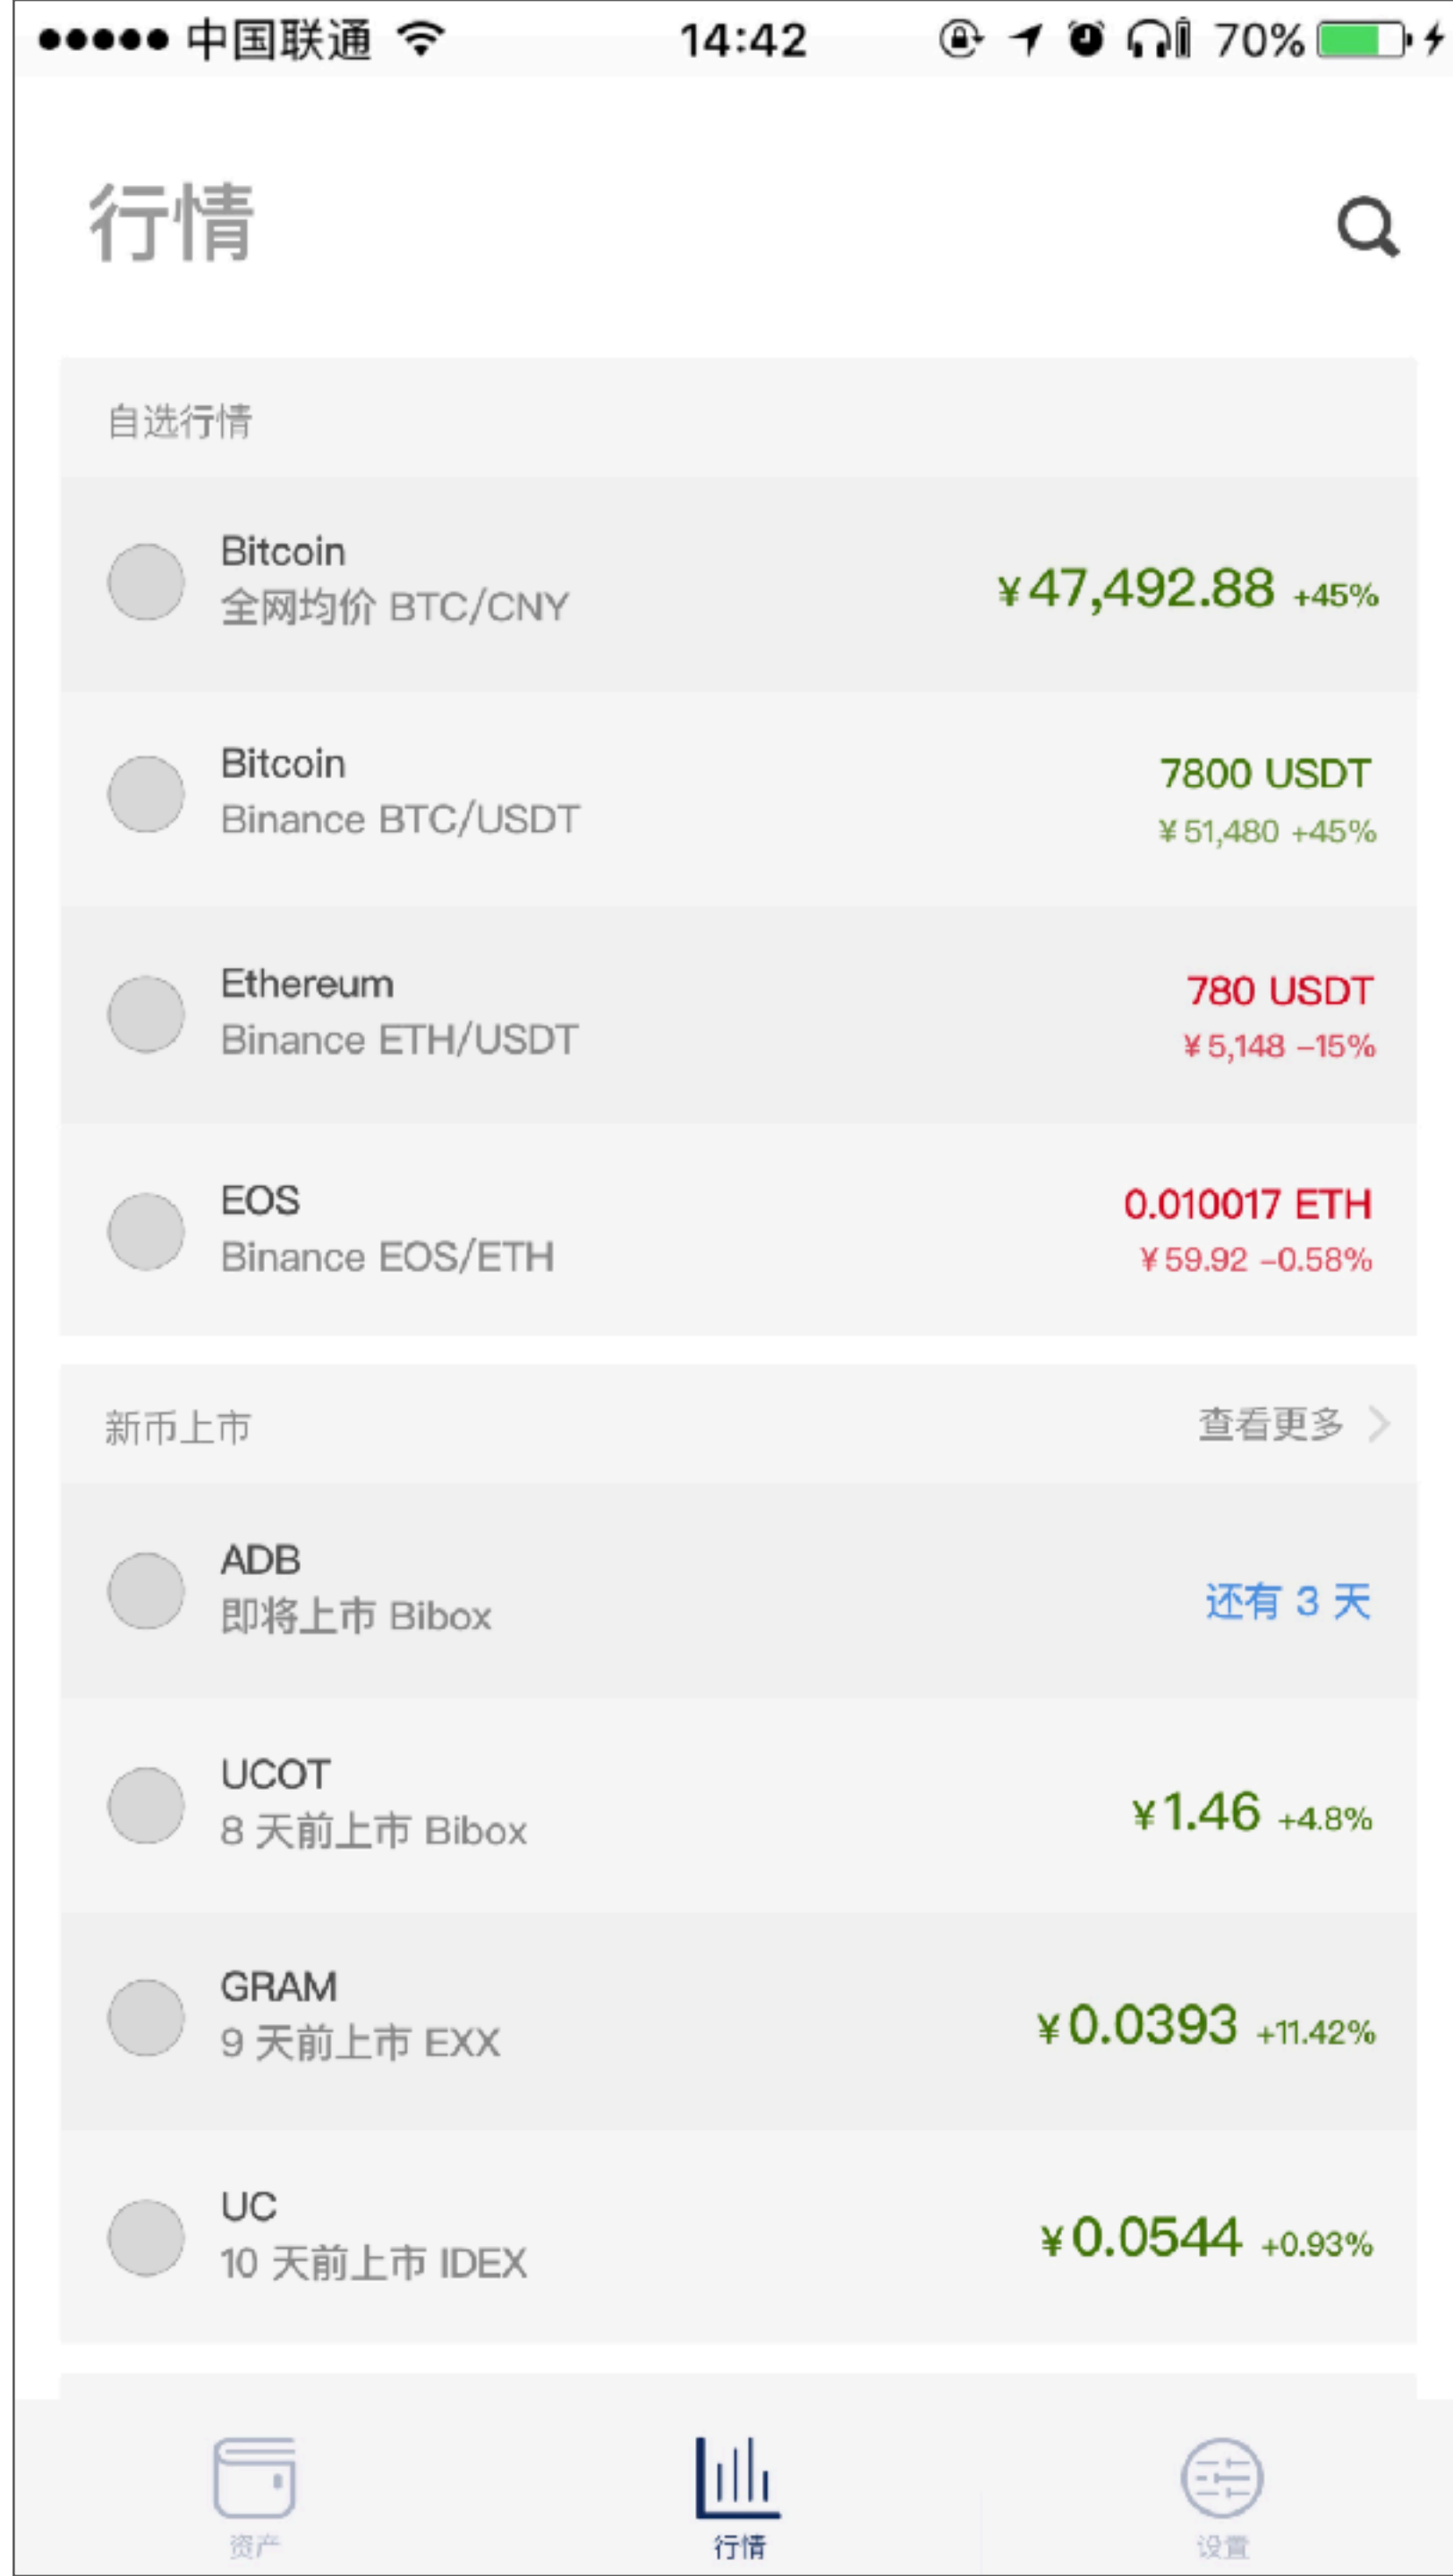 中国联通 14:42 70%
行情
自选行情
Bitcoin
全网均价 BTC/CNY
¥47,492.88 +45%
Bitcoin
Binance BTC/USDT
7800 USDT
¥51,480 +45%
Ethereum
Binance ETH/USDT
780 USDT
¥5,148 −15%
EOS
Binance EOS/ETH
0.010017 ETH
¥59.92 −0.58%
新币上市 查看更多
ADB
即将上市 Bibox
还有 3 天
UCOT
8 天前上市 Bibox
¥1.46 +4.8%
GRAM
9 天前上市 EXX
¥0.0393 +11.42%
UC
10 天前上市 IDEX
¥0.0544 +0.93%
资产 行情 设置